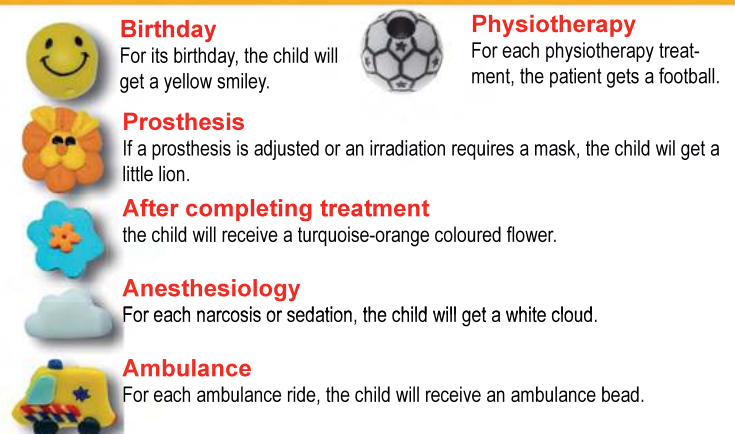 Birthday
For its birthday, the child will
get a yellow smiley.
Physiotherapy
For each physiotherapy treat-
ment, the patient gets a football.
Prosthesis
If a prosthesis is adjusted or an irradiation requires a mask, the child wil get a
little lion.
After completing treatment
the child will receive a turquoise-orange coloured flower.
Anesthesiology
For each narcosis or sedation, the child will get a white cloud.
Ambulance
For each ambulance ride, the child will receive an ambulance bead.